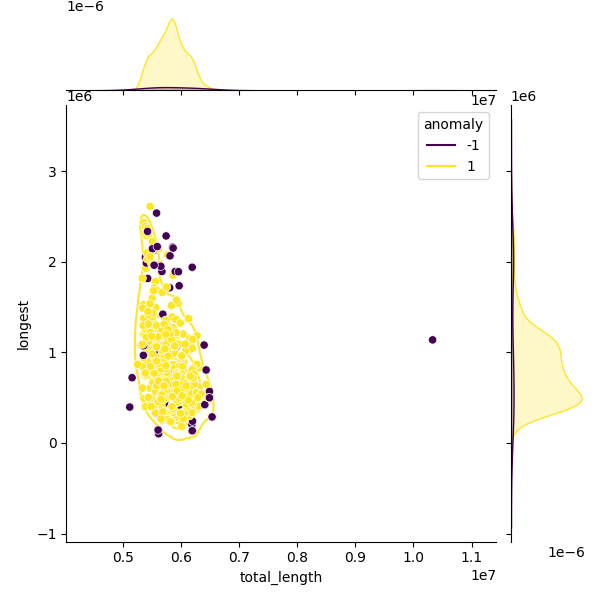 1e−6
1e6
1e7
1e6
anomaly
-1
1
3
2
1
0
−1
longest
0.5
0.6
0.7
0.8
0.9
1.0
1.1
1e−6
1e7
total_length